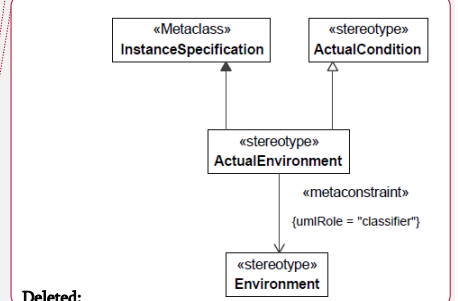 «Metaclass»
InstanceSpecification
«stereotype»
ActualCondition
«stereotype»
ActualEnvironment
«metaconstraint»
{umlRole = "classifier"}
«stereotype»
Environment
Deleted: